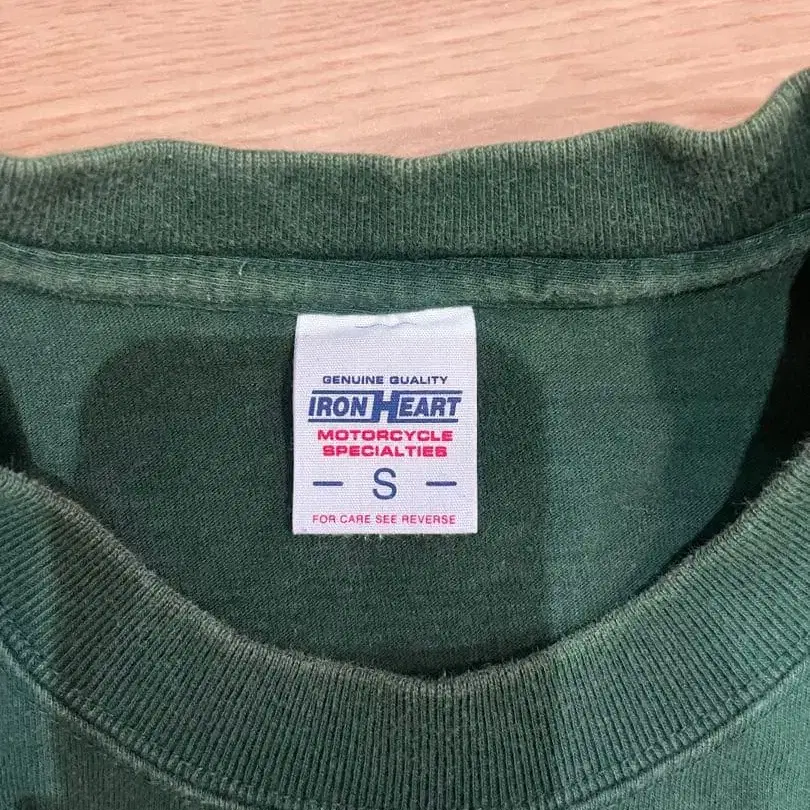 GENUINE QUALITY
IRON HEART
MOTORCYCLE
SPECIALTIES
— S —
FOR CARE SEE REVERSE